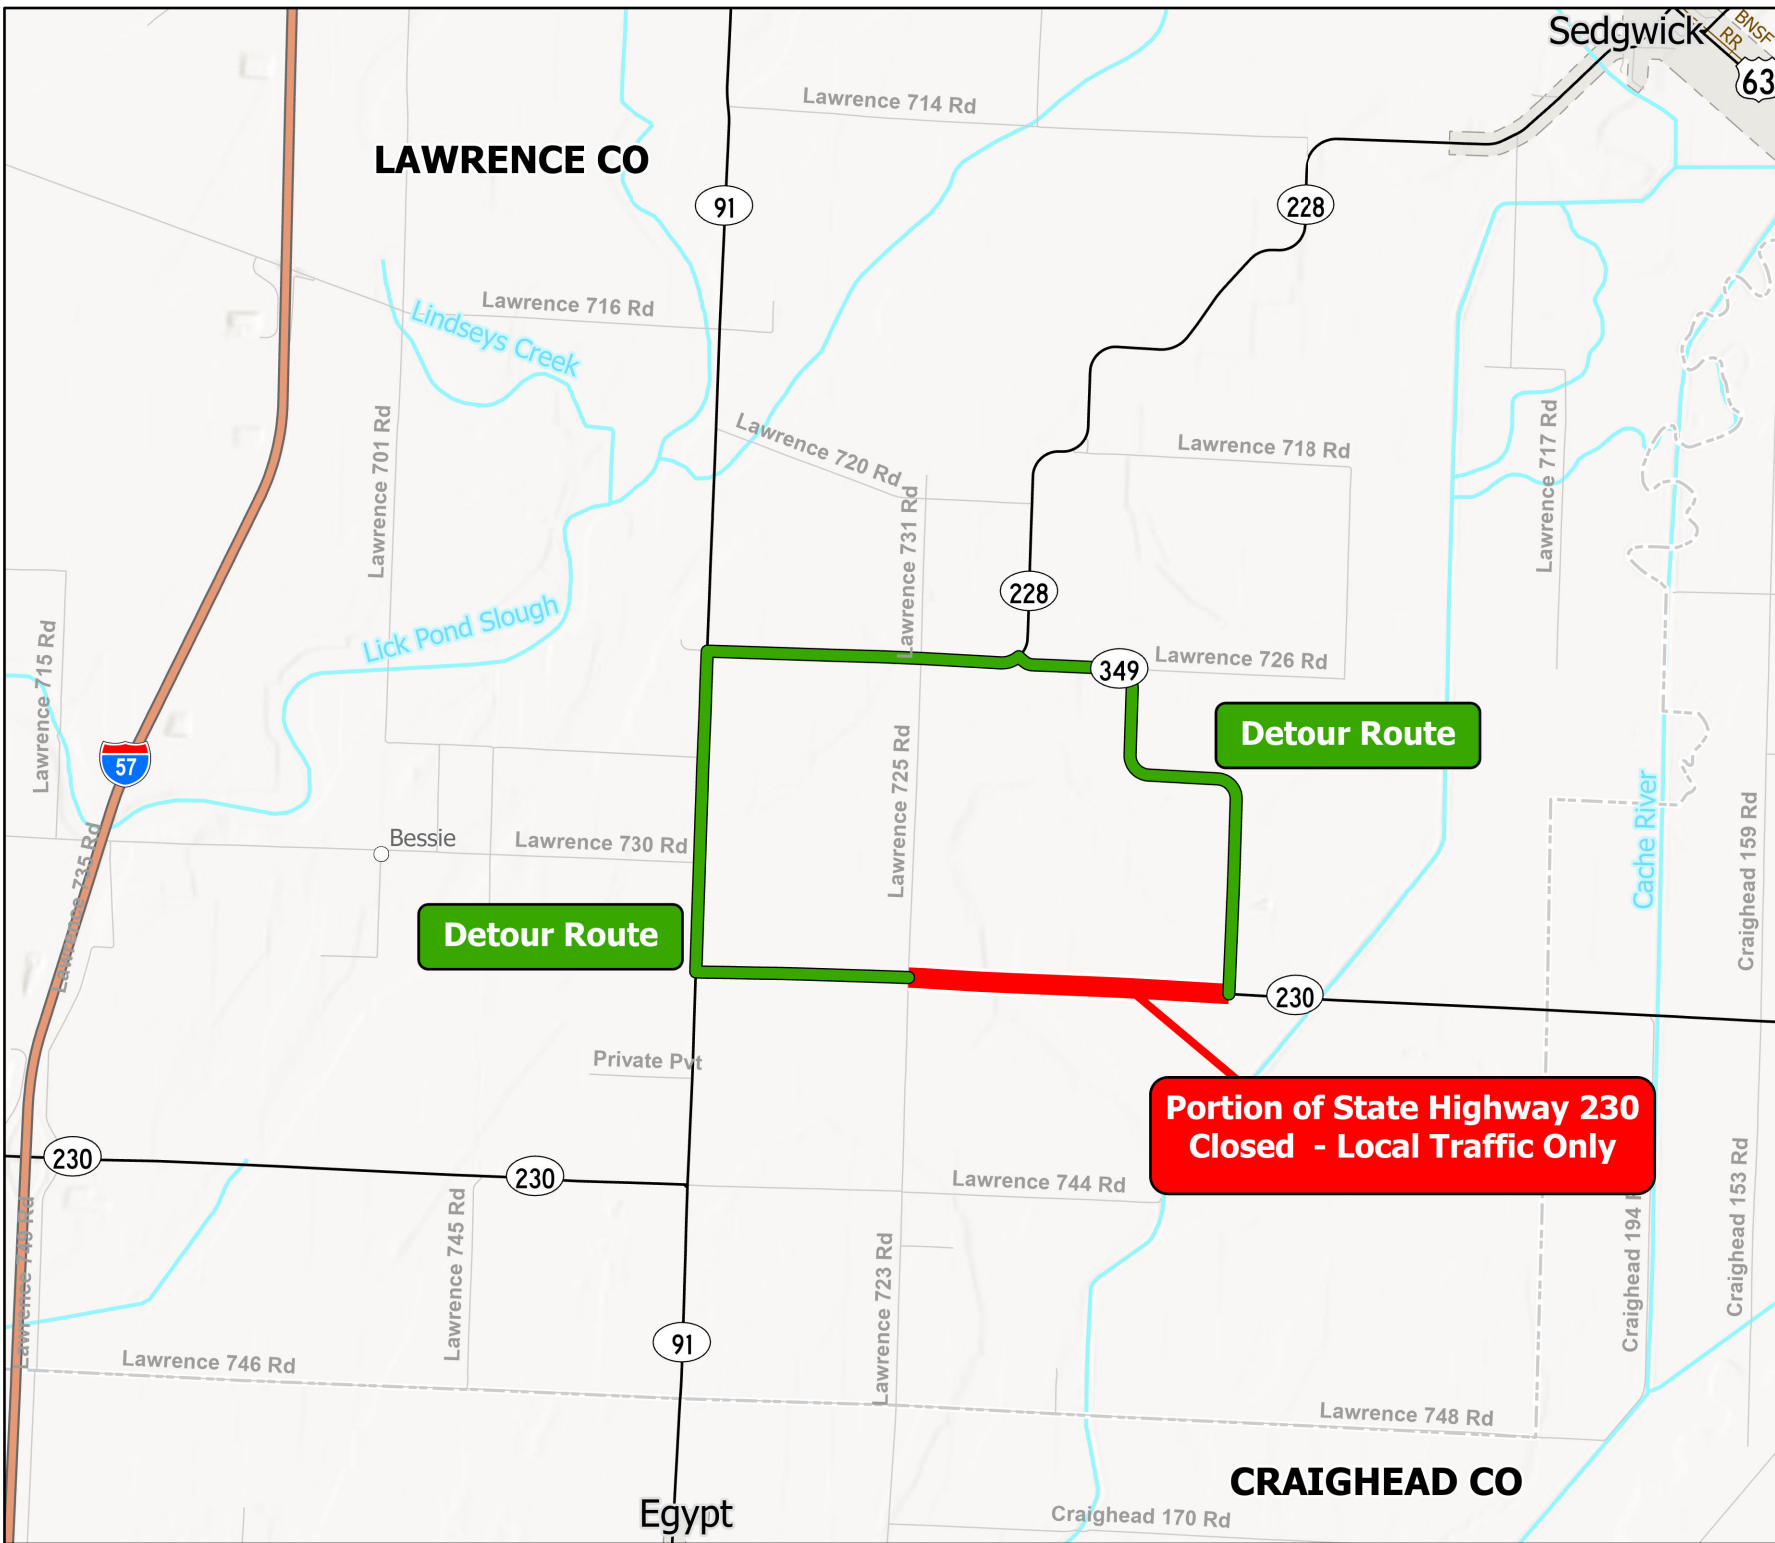 Sedgwick
BNSF
RR
63
Lawrence 714 Rd
LAWRENCE CO
91
228
Lawrence 716 Rd
Lindseys Creek
Lawrence 701 Rd
Lawrence 720 Rd
Lawrence 718 Rd
Lawrence 717 Rd
Lawrence 731 Rd
228
Lick Pond Slough
Lawrence 715 Rd
349
Lawrence 726 Rd
Detour Route
57
Lawrence 725 Rd
Cache River
Craighead 159 Rd
Bessie
Lawrence 730 Rd
Lawrence 735 Rd
Detour Route
230
Private Pvt
Portion of State Highway 230
Closed - Local Traffic Only
230
230
Lawrence 744 Rd
Lawrence 745 Rd
Lawrence 723 Rd
Craighead 194
Craighead 153 Rd
91
Lawrence 746 Rd
Lawrence 748 Rd
CRAIGHEAD CO
Egypt
Craighead 170 Rd